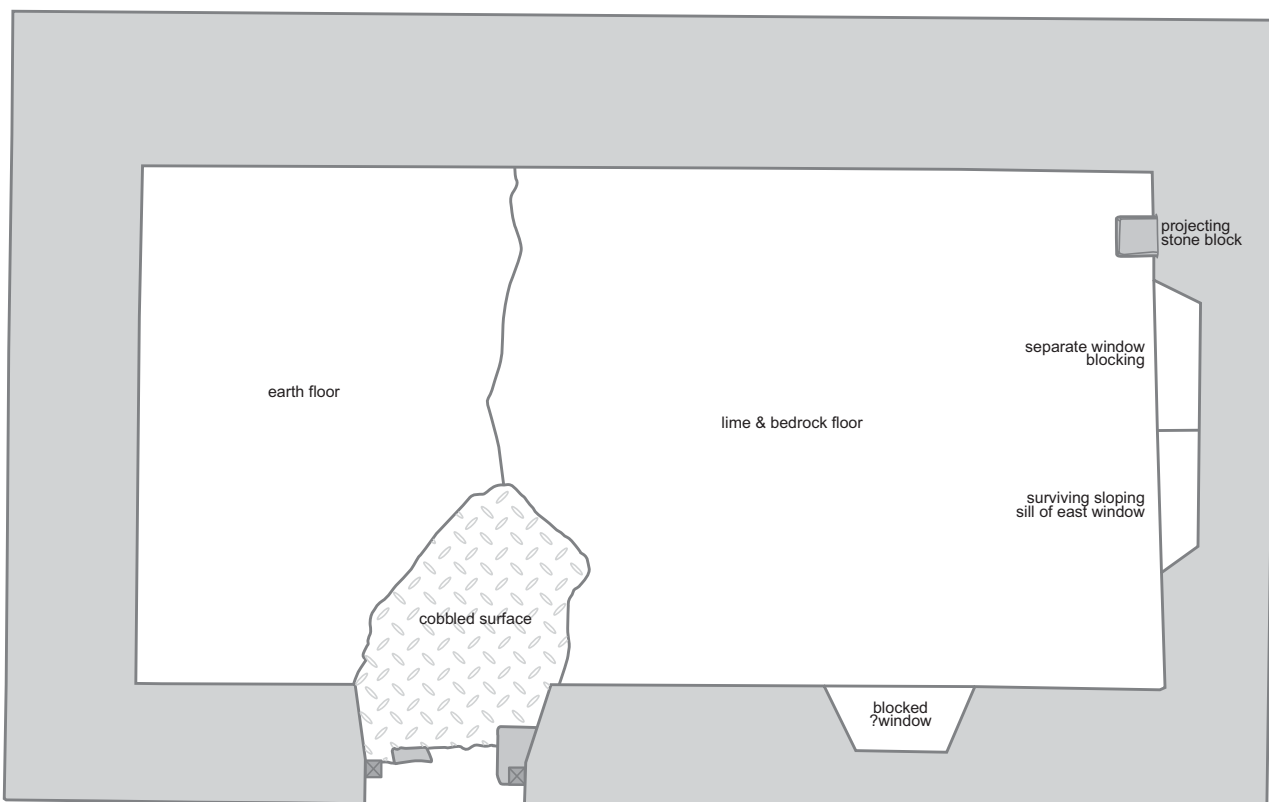 projecting
stone block
separate window
blocking
earth floor
lime & bedrock floor
surviving sloping
sill of east window
cobbled surface
blocked
?window